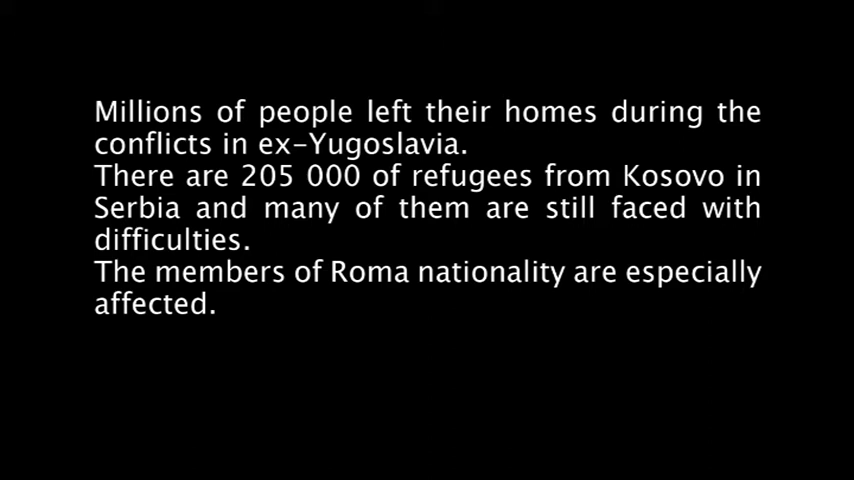 Millions of people left their homes during the
conflicts in ex-Yugoslavia.
There are 205 000 of refugees from Kosovo in
Serbia and many of them are still faced with
difficulties.
The members of Roma nationality are especially
affected.